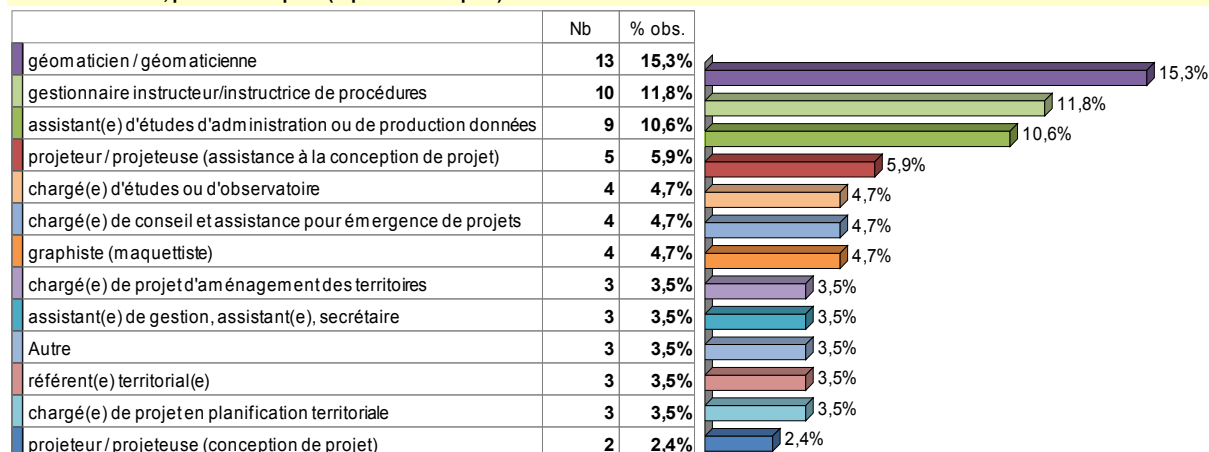 Nb % obs.
géomaticien / géomaticienne 13 15,3% 15,3%
gestionnaire instructeur/instructrice de procédures 10 11,8% 11,8%
assistant(e) d'études d'administration ou de production données 9 10,6% 10,6%
projeteur / projeteuse (assistance à la conception de projet) 5 5,9% 5,9%
chargé(e) d'études ou d'observatoire 4 4,7% 4,7%
chargé(e) de conseil et assistance pour émergence de projets 4 4,7% 4,7%
graphiste (maquettiste) 4 4,7% 4,7%
chargé(e) de projet d'aménagement des territoires 3 3,5% 3,5%
assistant(e) de gestion, assistant(e), secrétaire 3 3,5% 3,5%
Autre 3 3,5% 3,5%
référent(e) territorial(e) 3 3,5% 3,5%
chargé(e) de projet en planification territoriale 3 3,5% 3,5%
projeteur / projeteuse (conception de projet) 2 2,4% 2,4%